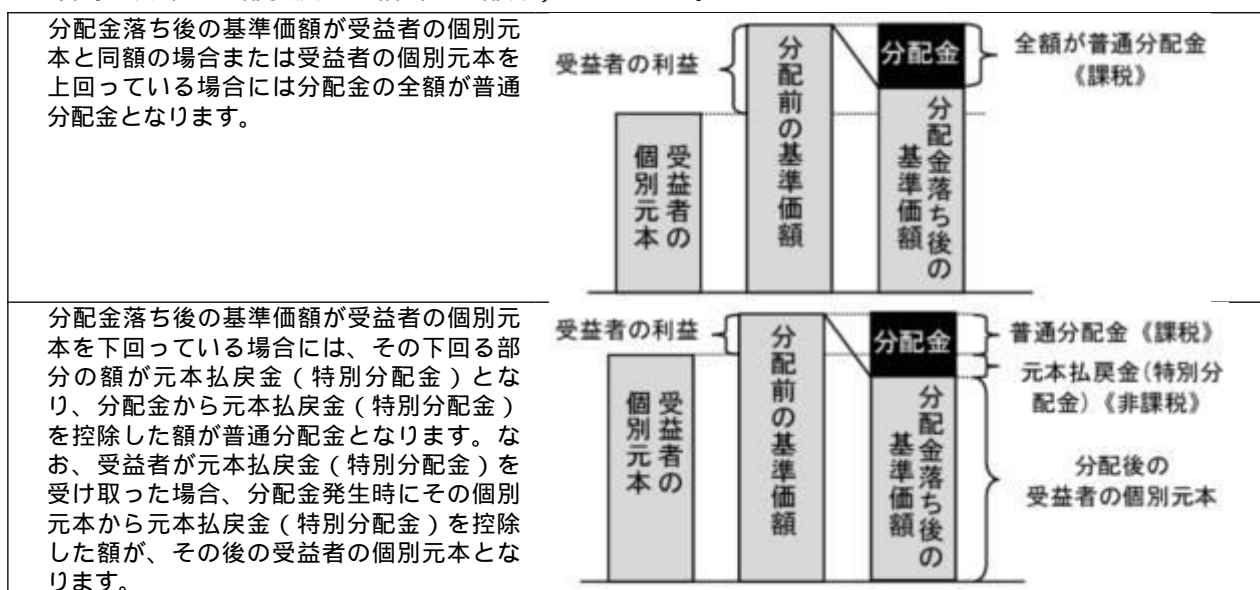 分配金落ち後の基準価額が受益者の個別元
本と同額の場合または受益者の個別元本を
上回っている場合には分配金の全額が普通
分配金となります。
受益者の利益
受益者の
個別元本
分配前の基準価額
分配金
分配金落ち後の
基準価額
全額が普通分配金
《課税》
分配金落ち後の基準価額が受益者の個別元
本を下回っている場合には、その下回る部
分の額が元本払戻金(特別分配金)とな
り、分配金から元本払戻金(特別分配金)
を控除した額が普通分配金となります。な
お、受益者が元本払戻金(特別分配金)を
受け取った場合、分配金発生時にその個別
元本から元本払戻金(特別分配金)を控除
した額が、その後の受益者の個別元本とな
ります。
受益者の利益
受益者の
個別元本
分配前の基準価額
分配金
分配金落ち後の
基準価額
普通分配金《課税》
元本払戻金(特別分
配金)《非課税》
分配後の
受益者の個別元本